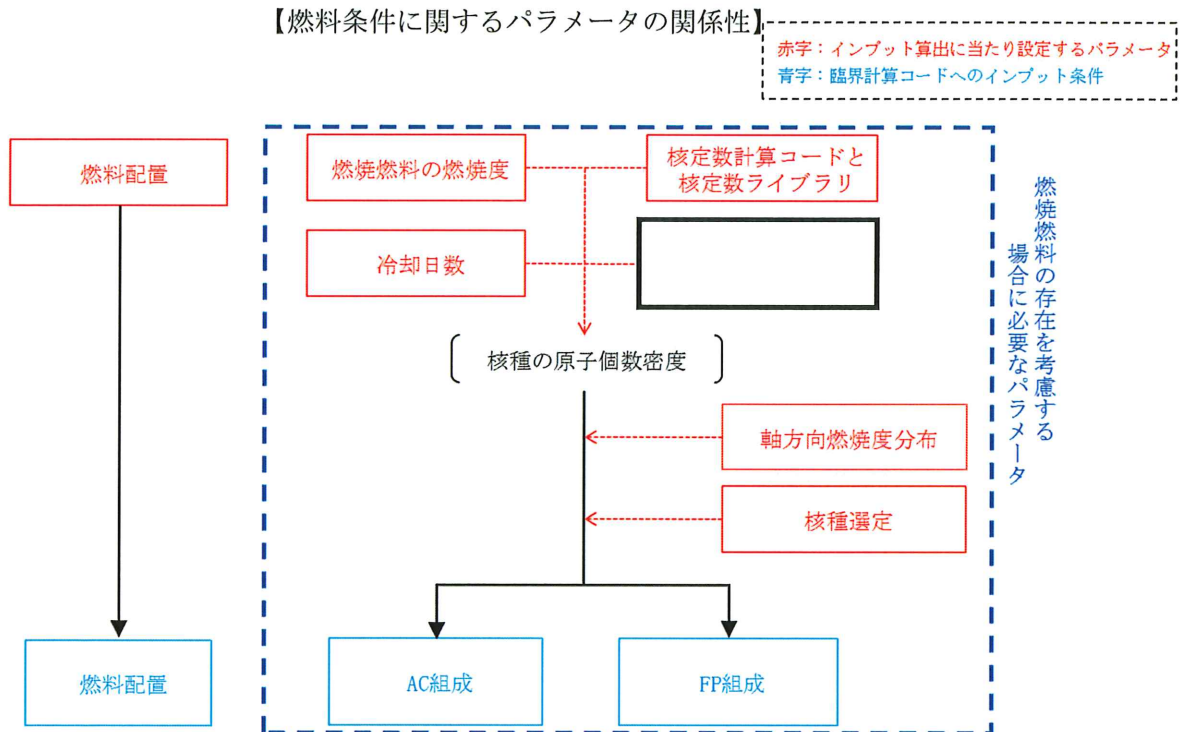 【燃料条件に関するパラメータの関係性】
赤字：インプット算出に当たり設定するパラメータ
青字：臨界計算コードへのインプット条件
燃料配置
燃焼燃料の燃焼度
核定数計算コードと
核定数ライブラリ
冷却日数
核種の原子個数密度
軸方向燃焼度分布
核種選定
燃料配置
AC組成
FP組成
燃焼燃料の存在を考慮する
場合に必要なパラメータ